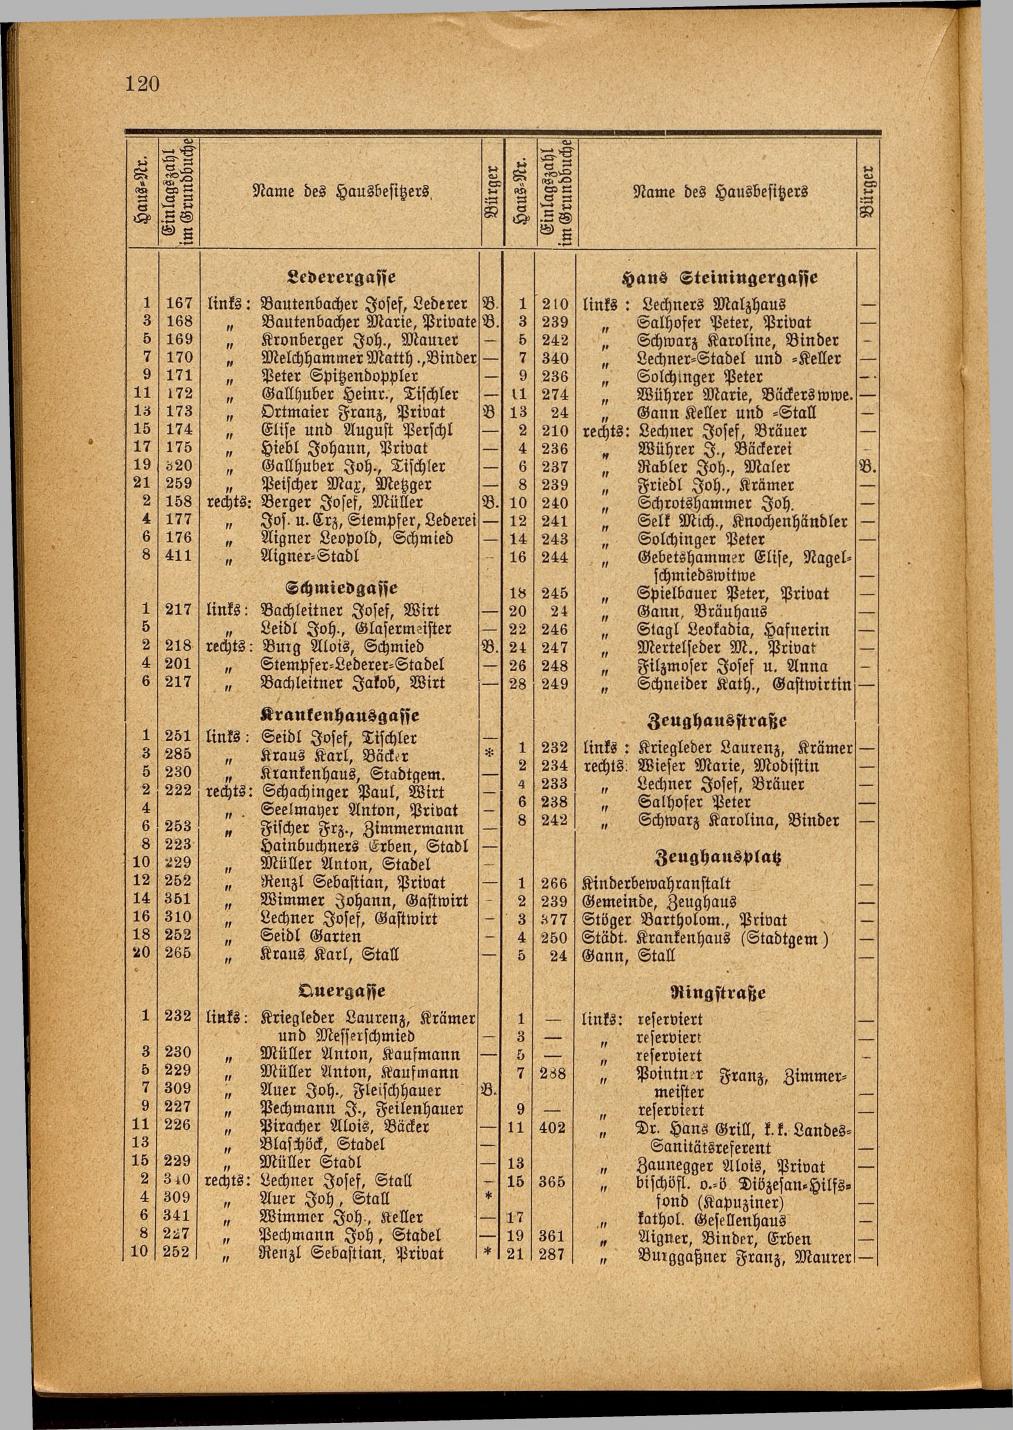 120
Haus-Nr. Einlagszahl im Grundbuche Name des Hausbesitzers Bürger
Lederergasse
1 167 links: Bautenbacher Josef, Lederer B.
3 168 „ Bautenbacher Marie, Private B.
5 169 „ Kronberger Joh., Maurer —
7 170 „ Melchhammer Matth., Binder —
9 171 „ Peter Spitzendoppler —
11 172 „ Gallhuber Heinr., Tischler —
13 173 „ Ortmaier Franz, Privat B
15 174 „ Elise und August Perschl —
17 175 „ Hiebl Johann, Privat —
19 320 „ Gallhuber Joh., Tischler —
21 259 „ Peischer Max, Metzger —
2 158 rechts: Berger Josef, Müller B.
4 177 „ Jos. u. Crz, Stempfer, Lederei —
6 176 „ Aigner Leopold, Schmied —
8 411 „ Aigner-Stadl —
Schmiedgasse
1 217 links: Bachleitner Josef, Wirt —
5 „ Leidl Joh., Glasermeister —
2 218 rechts: Burg Alois, Schmied B.
4 201 „ Stempfer-Lederer-Stadel —
6 217 „ Bachleitner Jakob, Wirt —
Krankenhausgasse
1 251 links: Seidl Josef, Tischler —
3 285 „ Kraus Karl, Bäcker *
5 230 „ Krankenhaus, Stadtgem. —
2 222 rechts: Schachinger Paul, Wirt —
4 „ Seelmayer Anton, Privat —
6 253 „ Fischer Frz., Zimmermann —
8 223 „ Hainbuchners Erben, Stadl —
10 229 „ Müller Anton, Stadel —
12 252 „ Renzl Sebastian, Privat —
14 351 „ Wimmer Johann, Gastwirt —
16 310 „ Lechner Josef, Gastwirt —
18 252 „ Seidl Garten —
20 265 „ Kraus Karl, Stall —
Quergasse
1 232 links: Kriegleder Laurenz, Krämer
und Messerschmied —
3 230 „ Müller Anton, Kaufmann —
5 229 „ Müller Anton, Kaufmann
7 309 „ Auer Joh., Fleischhauer B.
9 227 „ Pechmann J., Feilenhauer
11 226 „ Piracher Alois, Bäcker —
13 „ Blaschöck, Stadel —
15 229 „ Müller Stadl —
2 340 rechts: Lechner Josef, Stall —
4 309 „ Auer Joh, Stall *
6 341 „ Wimmer Joh., Keller —
8 227 „ Pechmann Joh, Stadel —
10 252 „ Renzl Sebastian, Privat *
Haus-Nr. Einlagszahl im Grundbuche Name des Hausbesitzers Bürger
Hans Steiningergasse
1 210 links: Lechners Malzhaus —
3 239 „ Salhofer Peter, Privat —
5 242 „ Schwarz Karoline, Binder —
7 340 „ Lechner-Stadel und -Keller —
9 236 „ Solchinger Peter —
11 274 „ Wührer Marie, Bäckerswwe. —
13 24 „ Gann Keller und -Stall —
2 210 rechts: Lechner Josef, Bräuer —
4 236 „ Wührer J., Bäckerei —
6 237 „ Rabler Joh., Maler B.
8 239 „ Friedl Joh., Krämer —
10 240 „ Schrotshammer Joh. —
12 241 „ Selk Mich., Knochenhändler —
14 243 „ Solchinger Peter —
16 244 „ Gebetshammer Elise, Nagel-
schmiedswitwe —
18 245 „ Spielbauer Peter, Privat —
20 24 „ Gann, Bräuhaus —
22 246 „ Stagl Leokadia, Hafnerin —
24 247 „ Mertelseder M., Privat —
26 248 „ Filzmoser Josef u. Anna —
28 249 „ Schneider Kath., Gastwirtin —
Zeughausstraße
1 232 links: Kriegleder Laurenz, Krämer —
2 234 rechts. Wieser Marie, Modistin —
4 233 „ Lechner Josef, Bräuer —
6 238 „ Salhofer Peter —
8 242 „ Schwarz Karolina, Binder —
Zeughausplatz
1 266 Kinderbewahranstalt —
2 239 Gemeinde, Zeughaus —
3 377 Stöger Bartholom., Privat —
4 250 Städt. Krankenhaus (Stadtgem) —
5 24 Gann, Stall —
Ringstraße
1 — links: reserviert —
3 — „ reserviert —
5 — „ reserviert —
7 288 „ Pointner Franz, Zimmer-
meister —
9 — „ reserviert —
11 402 „ Dr. Hans Grill, k. k. Landes-
Sanitätsreferent —
13 „ Zaunegger Alois, Privat —
15 365 „ bischöfl. o.-ö Diözesan-Hilfs-
fond (Kapuziner) —
17 „ kathol. Gesellenhaus —
19 361 „ Aigner, Binder, Erben —
21 287 „ Burggaßner Franz, Maurer —